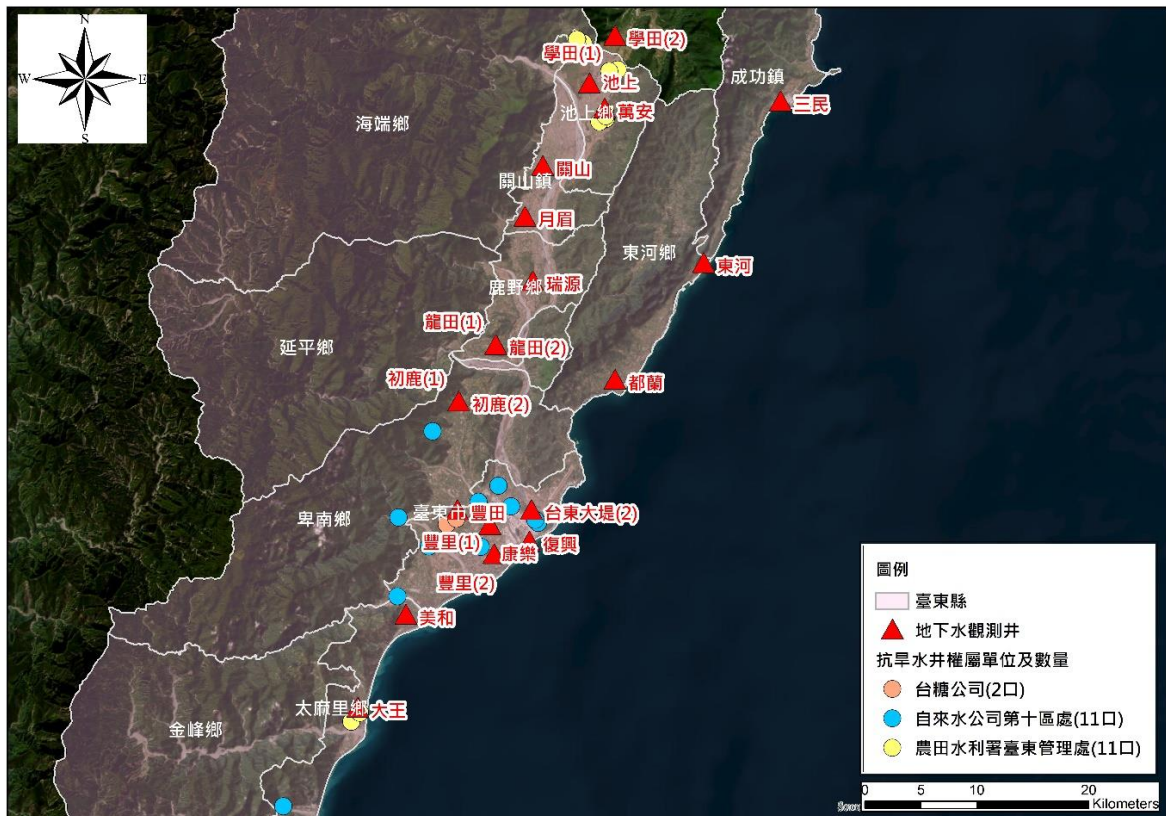 N
W
E
S
學田(1)
學田(2)
池上
池上鄉
萬安
成功鎮
三民
海端鄉
關山
關山鎮
月眉
東河鄉
東河
瑞源
鹿野鄉
龍田(1)
龍田(2)
延平鄉
初鹿(1)
初鹿(2)
都蘭
臺東市
豐田
台東大堤(2)
卑南鄉
豐里(1)
復興
康樂
豐里(2)
美和
太麻里鄉
大王
金峰鄉
圖例
臺東縣
地下水觀測井
抗旱水井權屬單位及數量
台糖公司(2口)
自來水公司第十區處(11口)
農田水利署臺東管理處(11口)
0 5 10 20
Kilometers